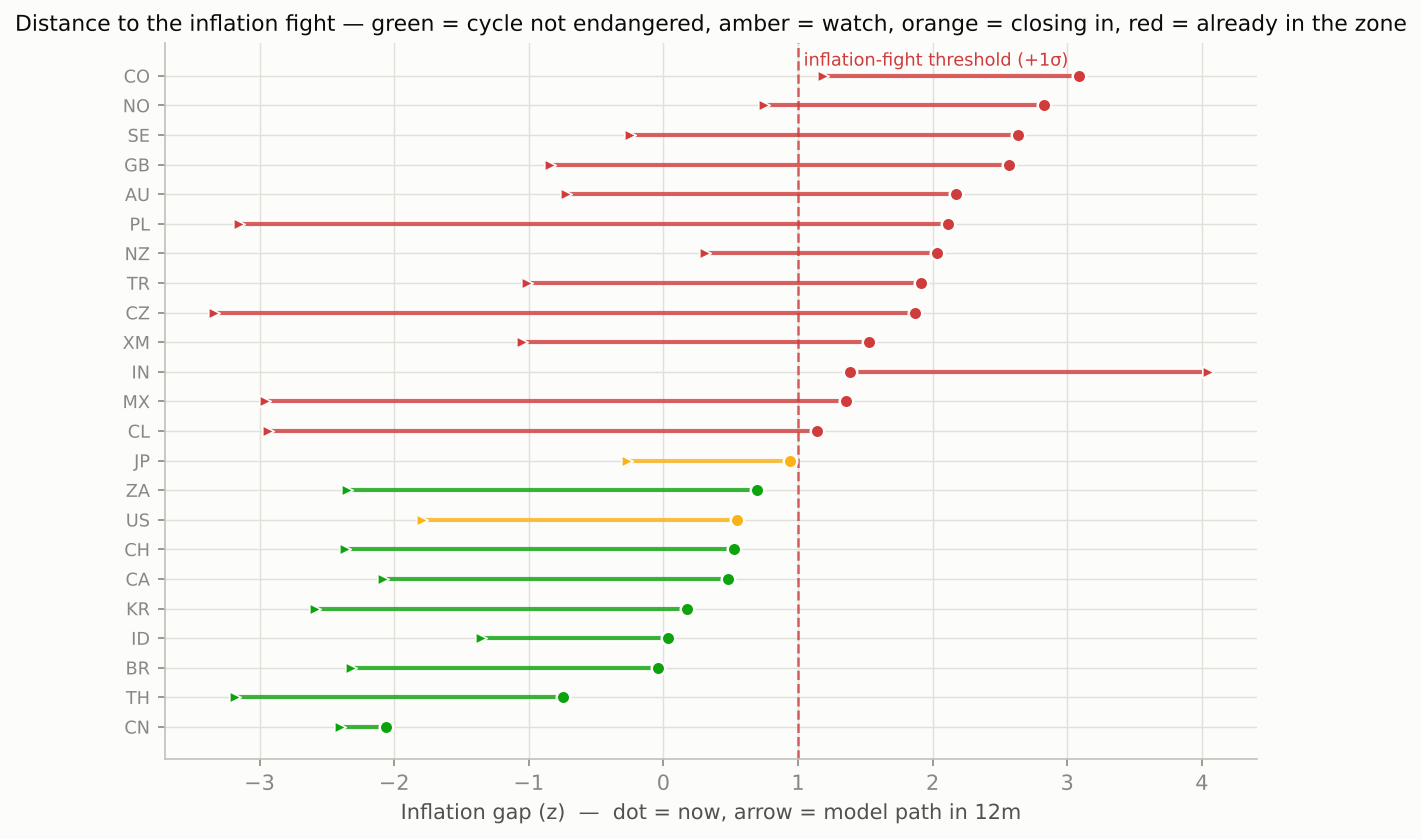 Distance to the inflation fight — green = cycle not endangered, amber = watch, orange = closing in, red = already in the zone
inflation-fight threshold (+1σ)
CO
NO
SE
GB
AU
PL
NZ
TR
CZ
XM
IN
MX
CL
JP
ZA
US
CH
CA
KR
ID
BR
TH
CN
−3 −2 −1 0 1 2 3 4
Inflation gap (z) — dot = now, arrow = model path in 12m